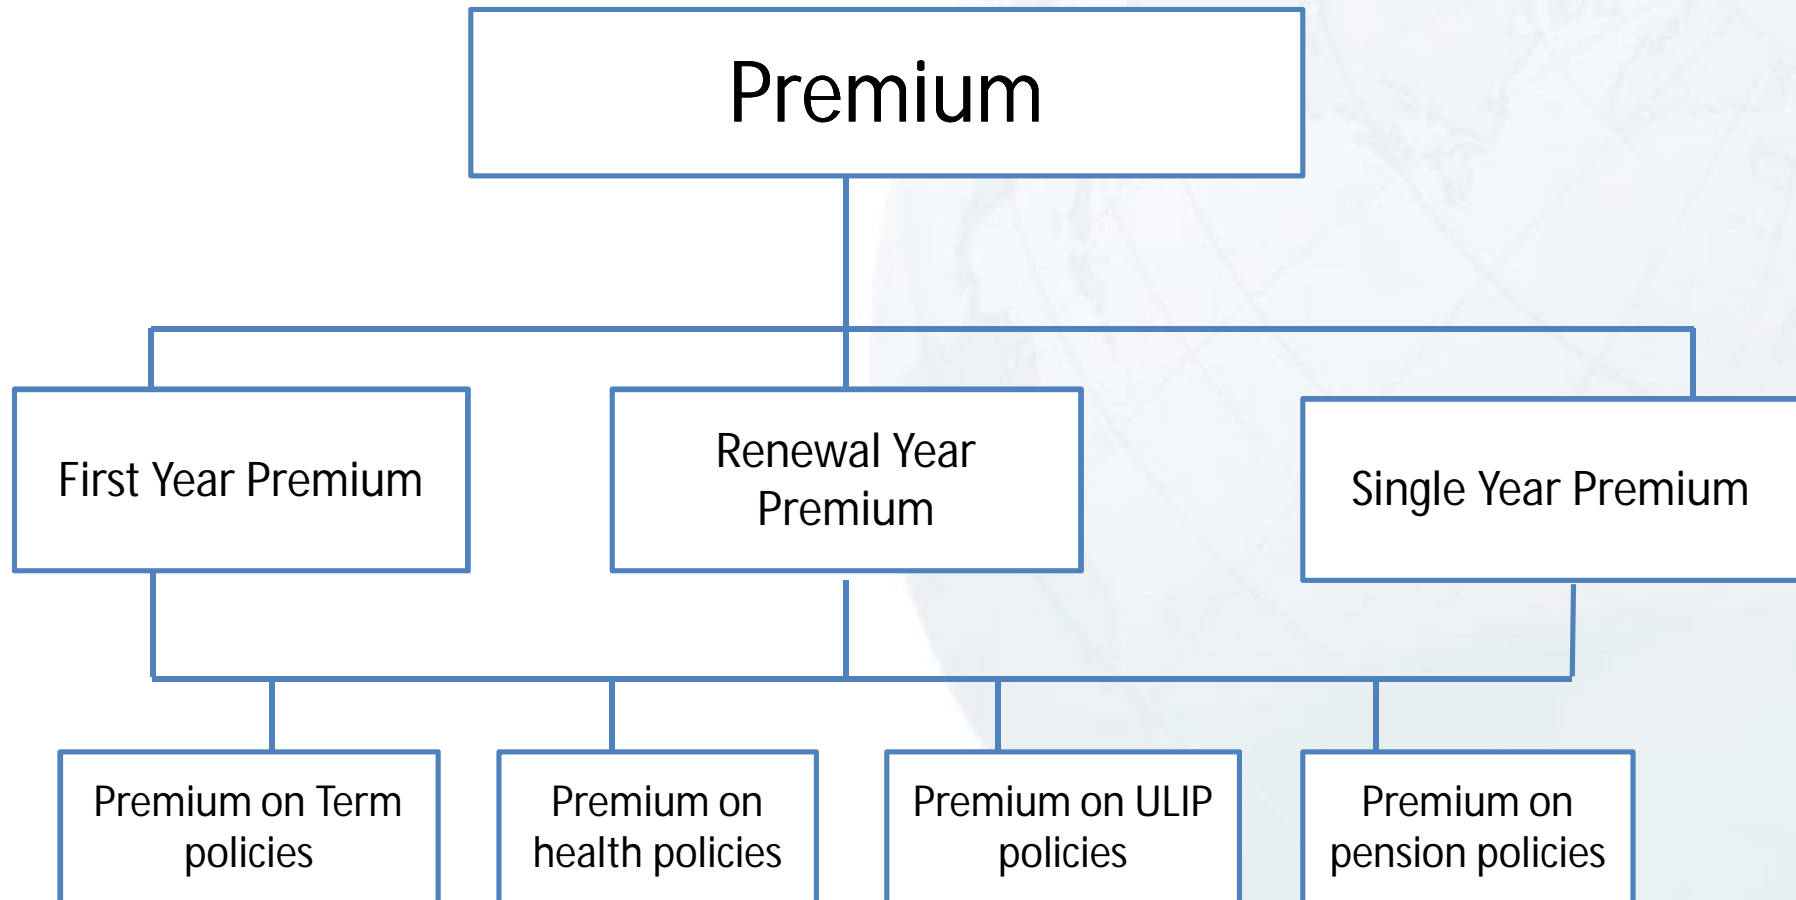 Premium
First Year Premium
Renewal Year
Premium
Single Year Premium
Premium on Term
policies
Premium on
health policies
Premium on ULIP
policies
Premium on
pension policies